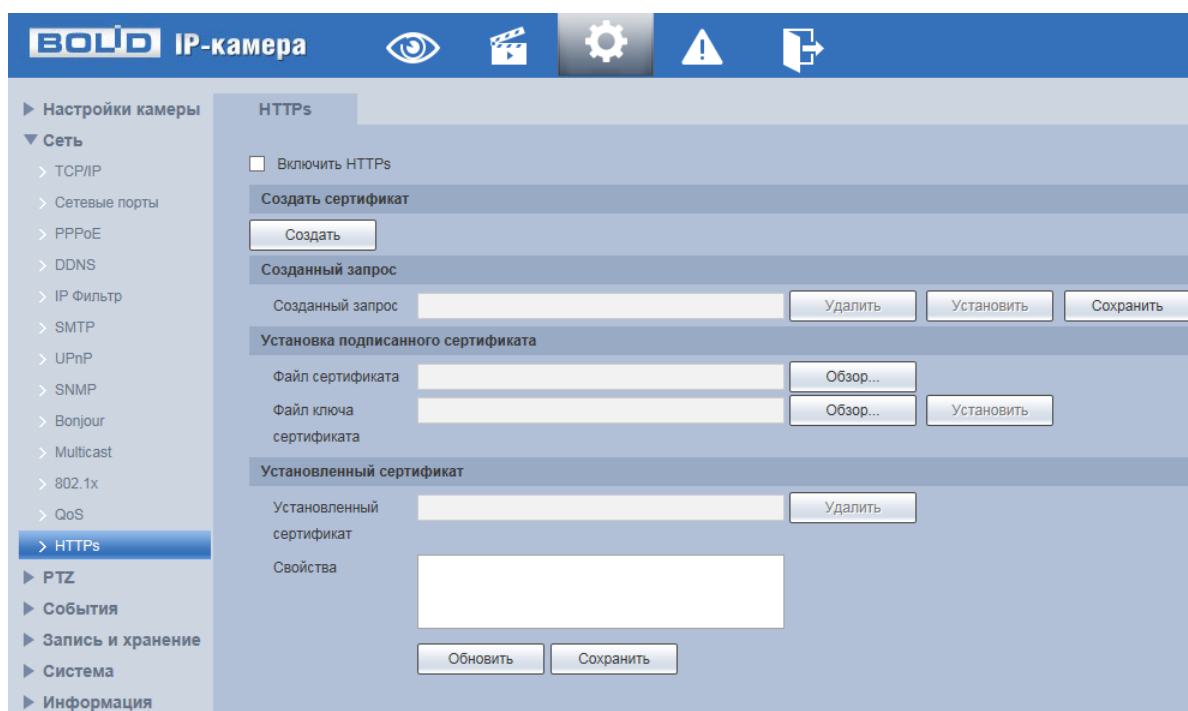 BOLID IP-камера
Настройки камеры
Сеть
TCP/IP
Сетевые порты
PPPoE
DDNS
IP Фильтр
SMTP
UPnP
SNMP
Bonjour
Multicast
802.1x
QoS
HTTPs
PTZ
События
Запись и хранение
Система
Информация
HTTPs
Включить HTTPs
Создать сертификат
Создать
Созданный запрос
Созданный запрос Удалить Установить Сохранить
Установка подписанного сертификата
Файл сертификата Обзор...
Файл ключа Обзор... Установить
сертификата
Установленный сертификат
Установленный Удалить
сертификат
Свойства
Обновить Сохранить